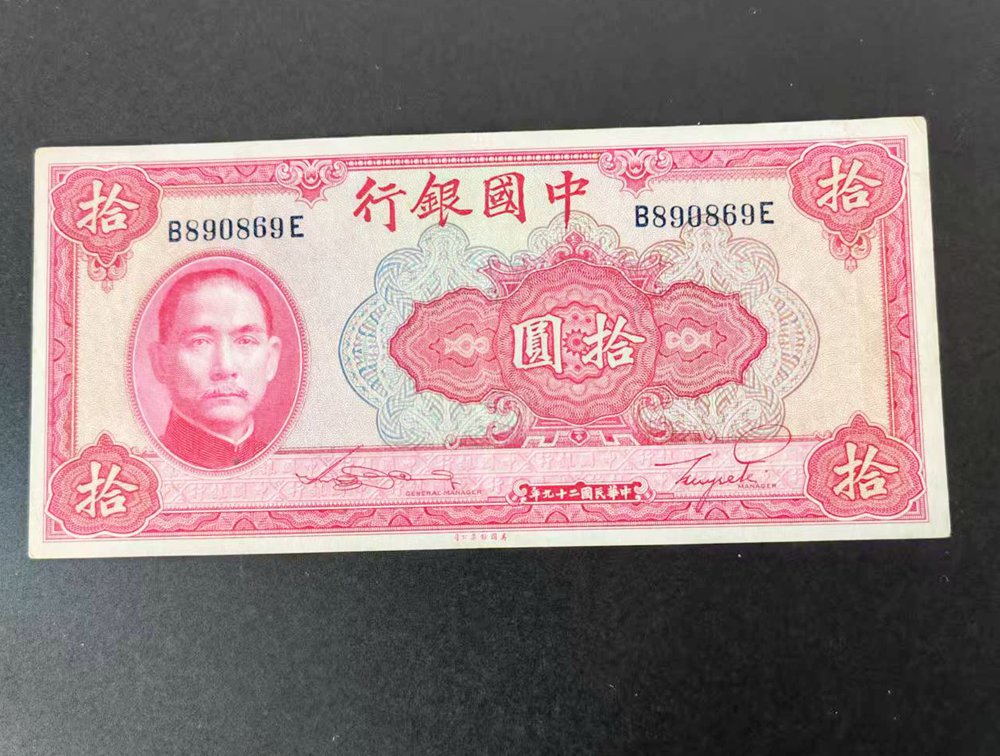 中國銀行
拾
拾
B890869E
B890869E
拾圓
拾
拾
GENERAL MANAGER
中華民國二十九年
MANAGER